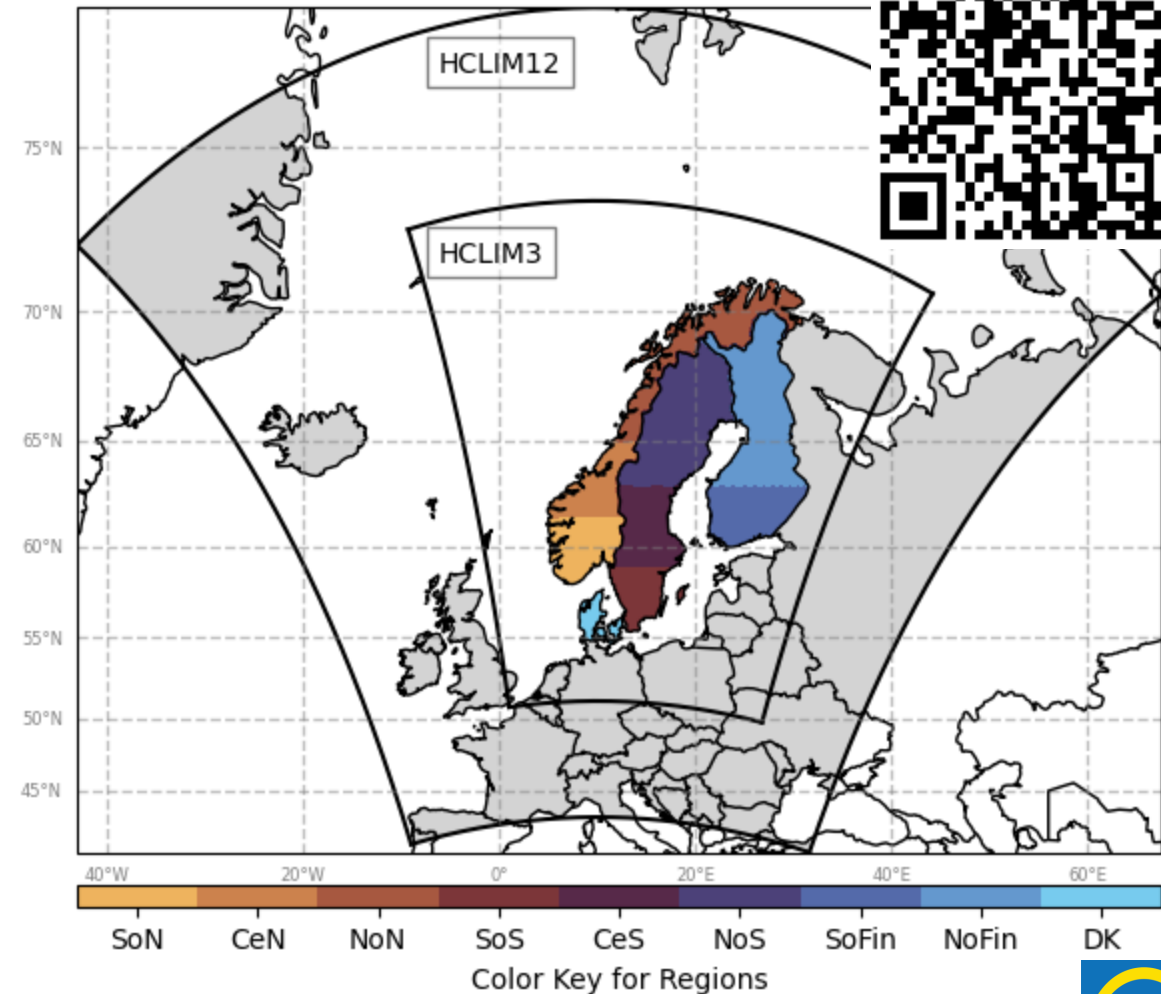 HCLIM12
75°N
HCLIM3
70°N
65°N
60°N
55°N
50°N
45°N
40°W 20°W 0° 20°E 40°E 60°E
SoN CeN NoN SoS CeS NoS SoFin NoFin DK
Color Key for Regions